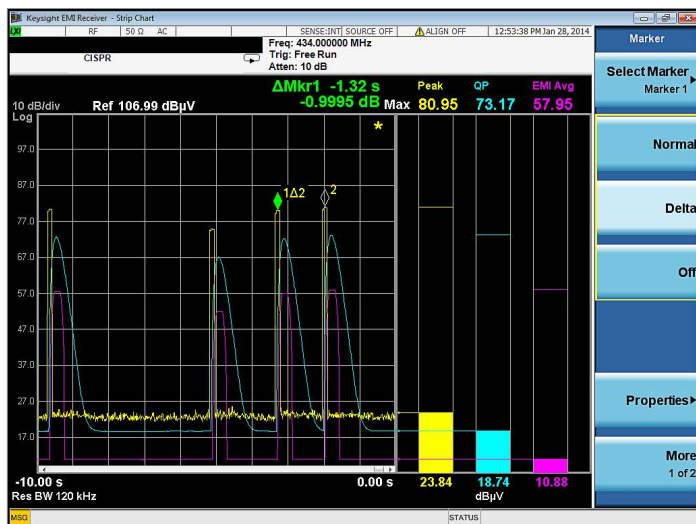 Keysight EMI Receiver - Strip Chart
LXI RF 50 Ω AC SENSE:INT SOURCE OFF ALIGN OFF 12:53:38 PM Jan 28, 2014
CISPR
Freq: 434.000000 MHz
Trig: Free Run
Atten: 10 dB
ΔMkr1 -1.32 s
-0.9995 dB
10 dB/div Ref 106.99 dBµV
Log
Peak QP EMI Avg
Max 80.95 73.17 57.95
*
97.0
87.0
1Δ2 2
77.0
67.0
57.0
47.0
37.0
27.0
17.0
-10.00 s 0.00 s
Res BW 120 kHz
23.84 18.74 10.88
dBµV
MSG STATUS
Marker
Select Marker
Marker 1
Normal
Delta
Off
Properties
More
1 of 2